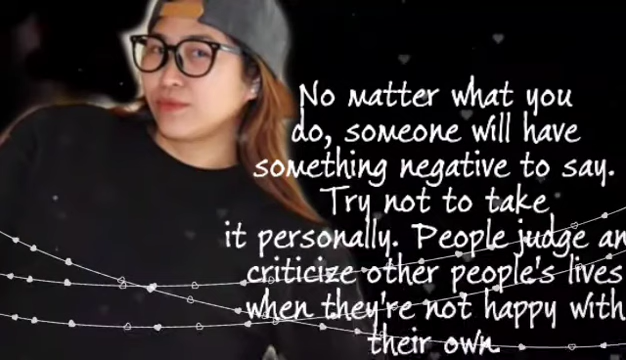 No matter what you
do, someone will have
something negative to say.
Try not to take
it personally. People judge an
criticize other people's lives
when they're not happy with
their own.